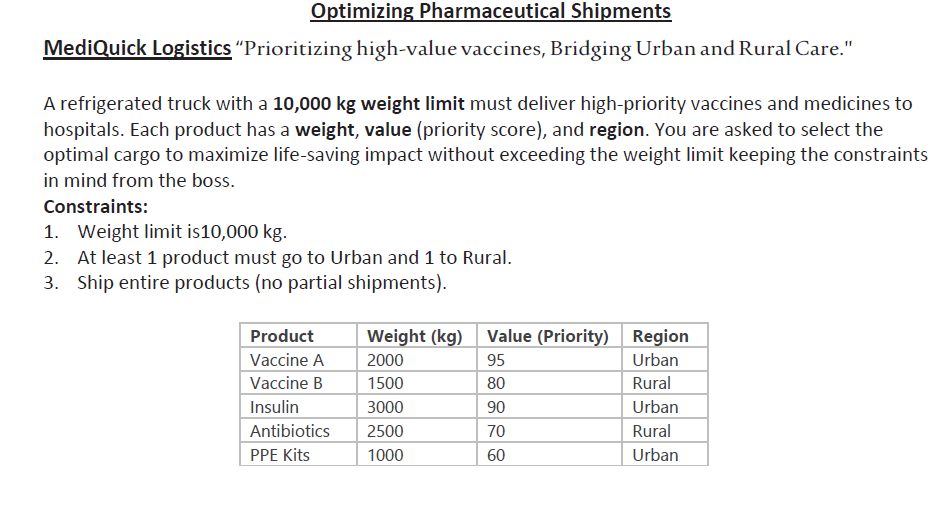 Optimizing Pharmaceutical Shipments
MediQuick Logistics “Prioritizing high-value vaccines, Bridging Urban and Rural Care."
A refrigerated truck with a 10,000 kg weight limit must deliver high-priority vaccines and medicines to
hospitals. Each product has a weight, value (priority score), and region. You are asked to select the
optimal cargo to maximize life-saving impact without exceeding the weight limit keeping the constraints
in mind from the boss.
Constraints:
1. Weight limit is10,000 kg.
2. At least 1 product must go to Urban and 1 to Rural.
3. Ship entire products (no partial shipments).
Product Weight (kg) Value (Priority) Region
Vaccine A 2000 95 Urban
Vaccine B 1500 80 Rural
Insulin 3000 90 Urban
Antibiotics 2500 70 Rural
PPE Kits 1000 60 Urban